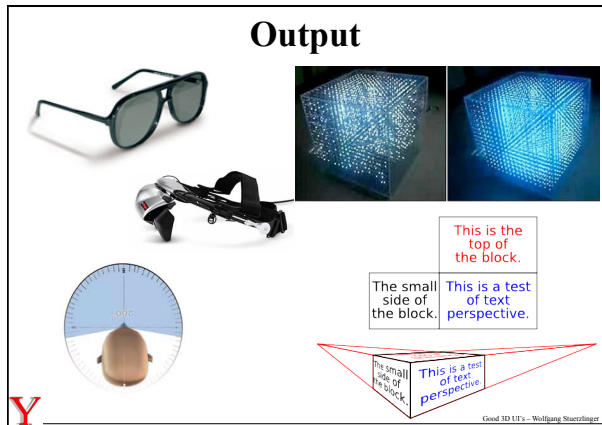 Output
This is the
top of
the block.
The small
side of
the block.
This is a test
of text
perspective.
The small
side of
the block.
This is a test
of text
perspective.
Y
Good 3D UI's – Wolfgang Stuerzlinger